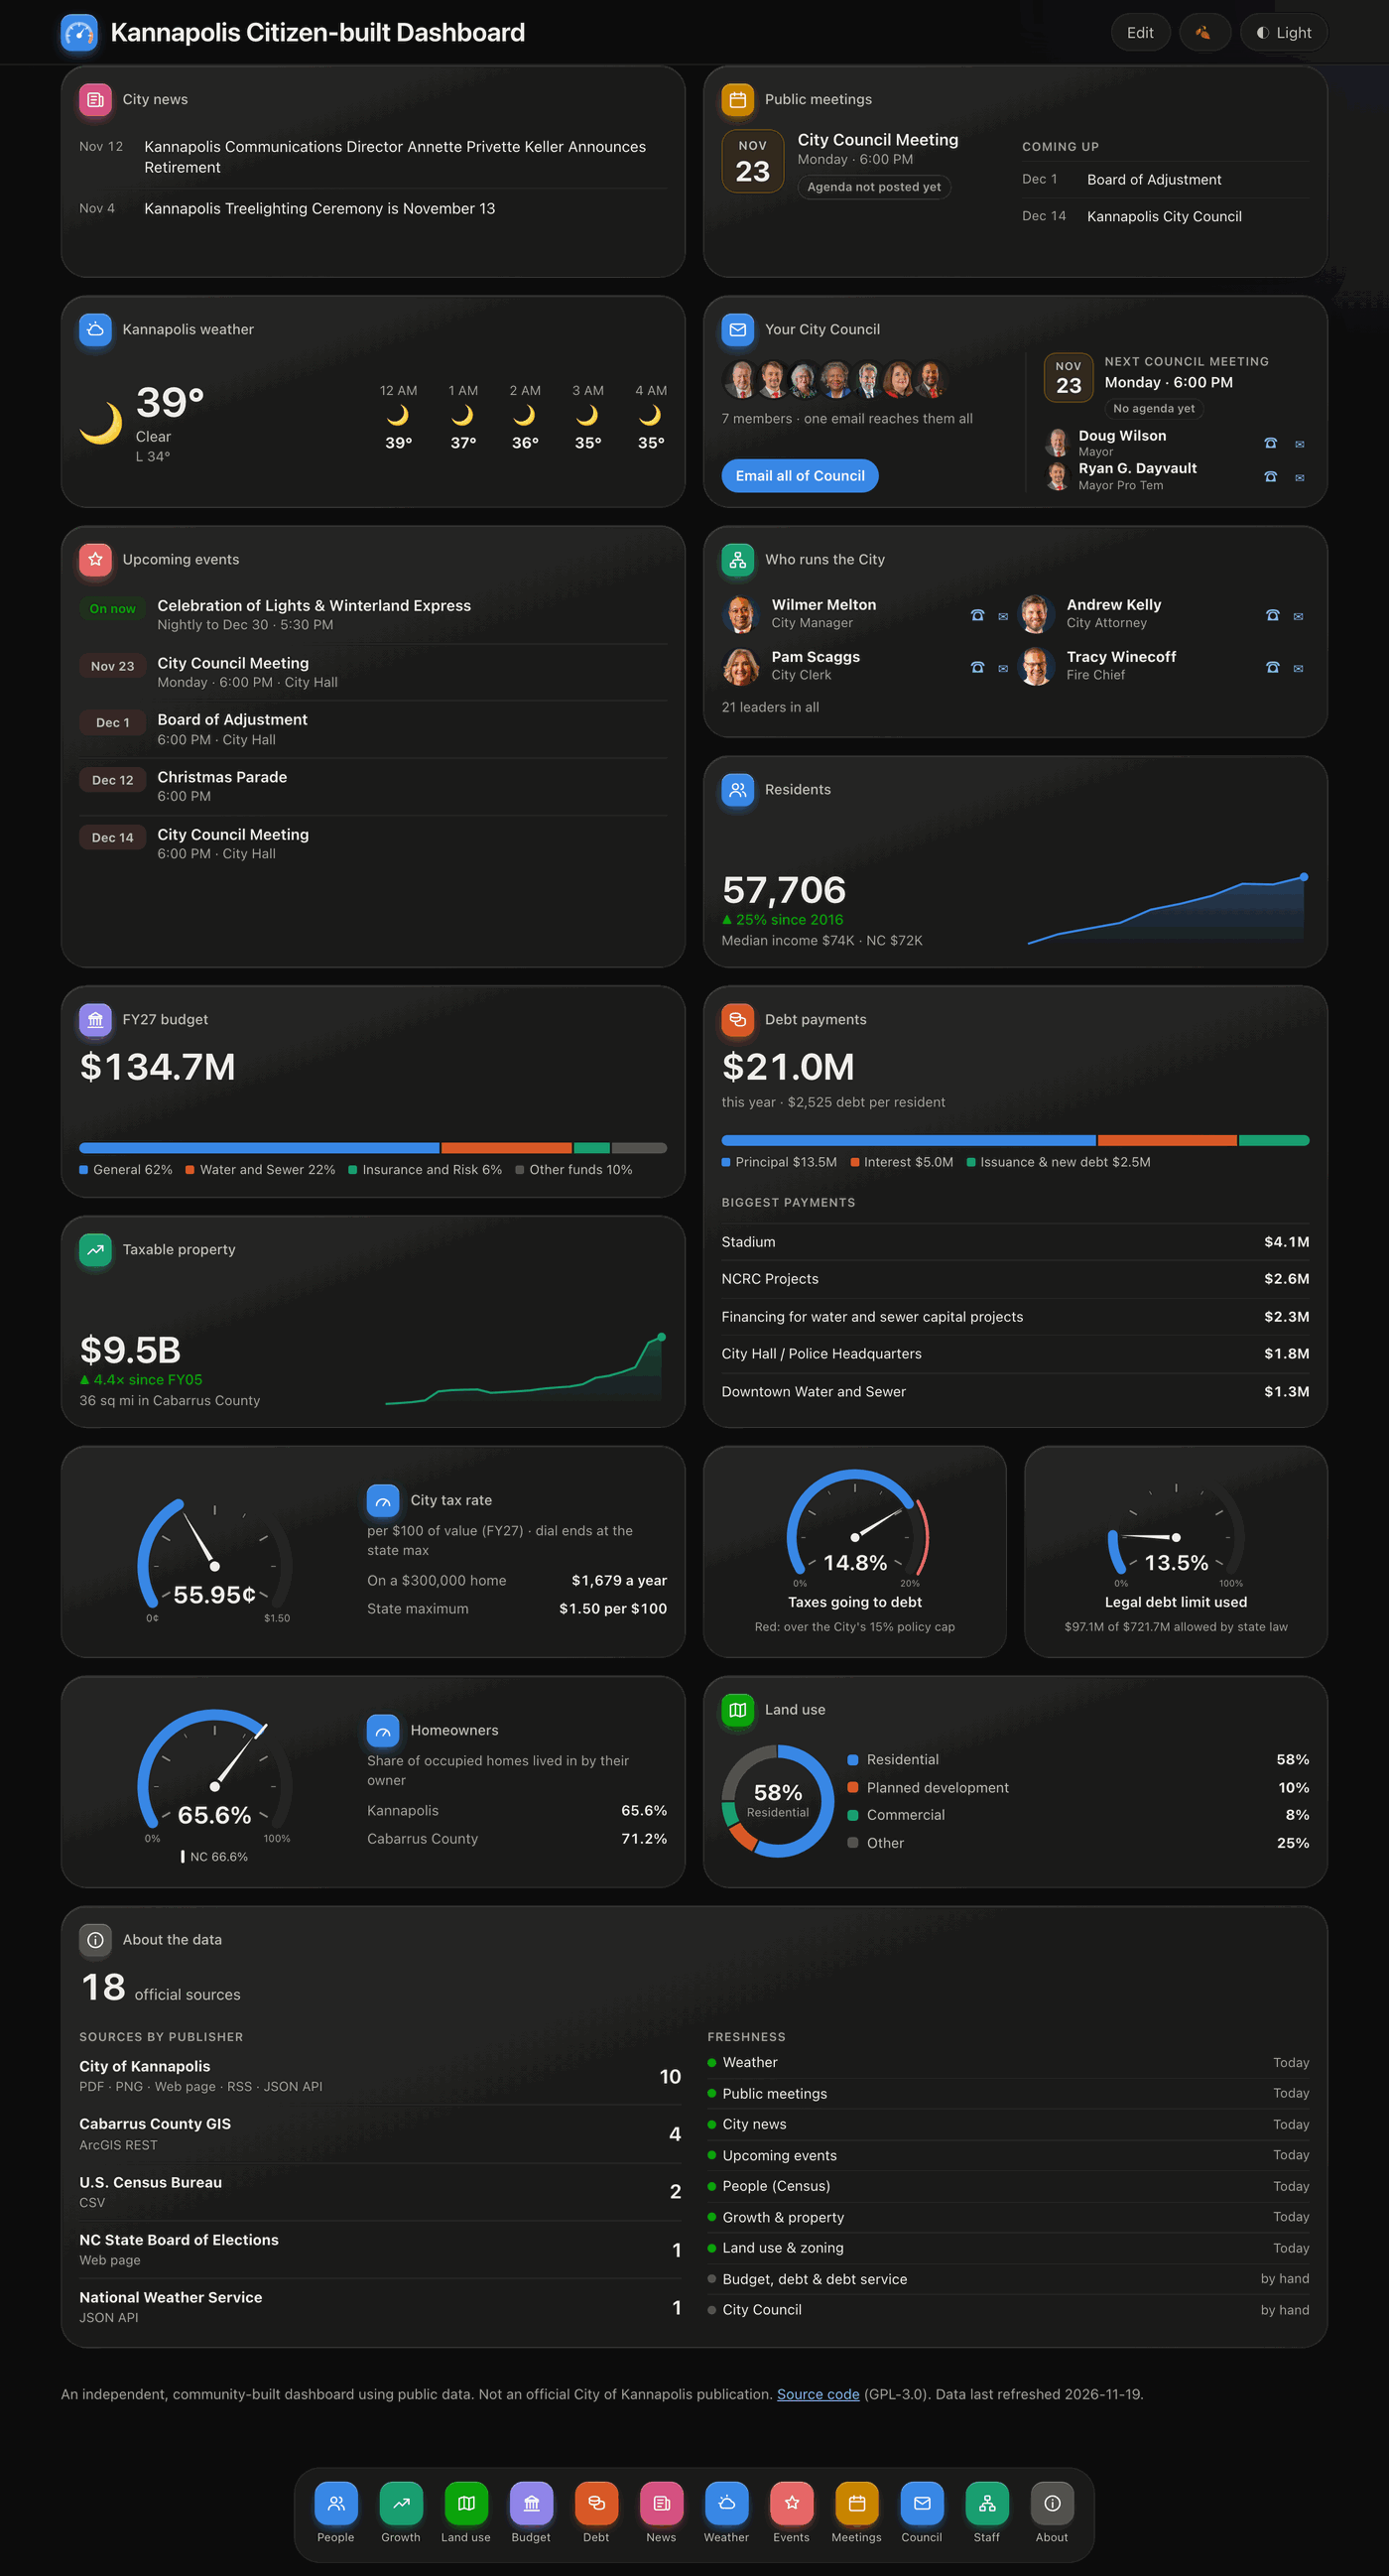 Kannapolis Citizen-built Dashboard
Edit
Light
City news
Nov 12 Kannapolis Communications Director Annette Privette Keller Announces
Retirement
Nov 4 Kannapolis Treelighting Ceremony is November 13
Public meetings
NOV
23
City Council Meeting
Monday · 6:00 PM
Agenda not posted yet
COMING UP
Dec 1 Board of Adjustment
Dec 14 Kannapolis City Council
Kannapolis weather
39°
Clear
L 34°
12 AM 1 AM 2 AM 3 AM 4 AM
39° 37° 36° 35° 35°
Your City Council
7 members · one email reaches them all
Email all of Council
NOV
23
NEXT COUNCIL MEETING
Monday · 6:00 PM
No agenda yet
Doug Wilson
Mayor
Ryan G. Dayvault
Mayor Pro Tem
Upcoming events
On now Celebration of Lights & Winterland Express
Nightly to Dec 30 · 5:30 PM
Nov 23 City Council Meeting
Monday · 6:00 PM · City Hall
Dec 1 Board of Adjustment
6:00 PM · City Hall
Dec 12 Christmas Parade
6:00 PM
Dec 14 City Council Meeting
6:00 PM · City Hall
Who runs the City
Wilmer Melton
City Manager
Andrew Kelly
City Attorney
Pam Scaggs
City Clerk
Tracy Winecoff
Fire Chief
21 leaders in all
Residents
57,706
▲ 25% since 2016
Median income $74K · NC $72K
FY27 budget
$134.7M
General 62% Water and Sewer 22% Insurance and Risk 6% Other funds 10%
Debt payments
$21.0M
this year · $2,525 debt per resident
Principal $13.5M Interest $5.0M Issuance & new debt $2.5M
BIGGEST PAYMENTS
Stadium $4.1M
NCRC Projects $2.6M
Financing for water and sewer capital projects $2.3M
City Hall / Police Headquarters $1.8M
Downtown Water and Sewer $1.3M
Taxable property
$9.5B
▲ 4.4× since FY05
36 sq mi in Cabarrus County
55.95¢
0¢ $1.50
City tax rate
per $100 of value (FY27) · dial ends at the
state max
On a $300,000 home $1,679 a year
State maximum $1.50 per $100
14.8%
0% 20%
Taxes going to debt
Red: over the City's 15% policy cap
13.5%
0% 100%
Legal debt limit used
$97.1M of $721.7M allowed by state law
65.6%
0% 100%
NC 66.6%
Homeowners
Share of occupied homes lived in by their
owner
Kannapolis 65.6%
Cabarrus County 71.2%
Land use
58%
Residential
Residential 58%
Planned development 10%
Commercial 8%
Other 25%
About the data
18 official sources
SOURCES BY PUBLISHER
City of Kannapolis 10
PDF · PNG · Web page · RSS · JSON API
Cabarrus County GIS 4
ArcGIS REST
U.S. Census Bureau 2
CSV
NC State Board of Elections 1
Web page
National Weather Service 1
JSON API
FRESHNESS
Weather Today
Public meetings Today
City news Today
Upcoming events Today
People (Census) Today
Growth & property Today
Land use & zoning Today
Budget, debt & debt service by hand
City Council by hand
An independent, community-built dashboard using public data. Not an official City of Kannapolis publication. Source code (GPL-3.0). Data last refreshed 2026-11-19.
People Growth Land use Budget Debt News Weather Events Meetings Council Staff About